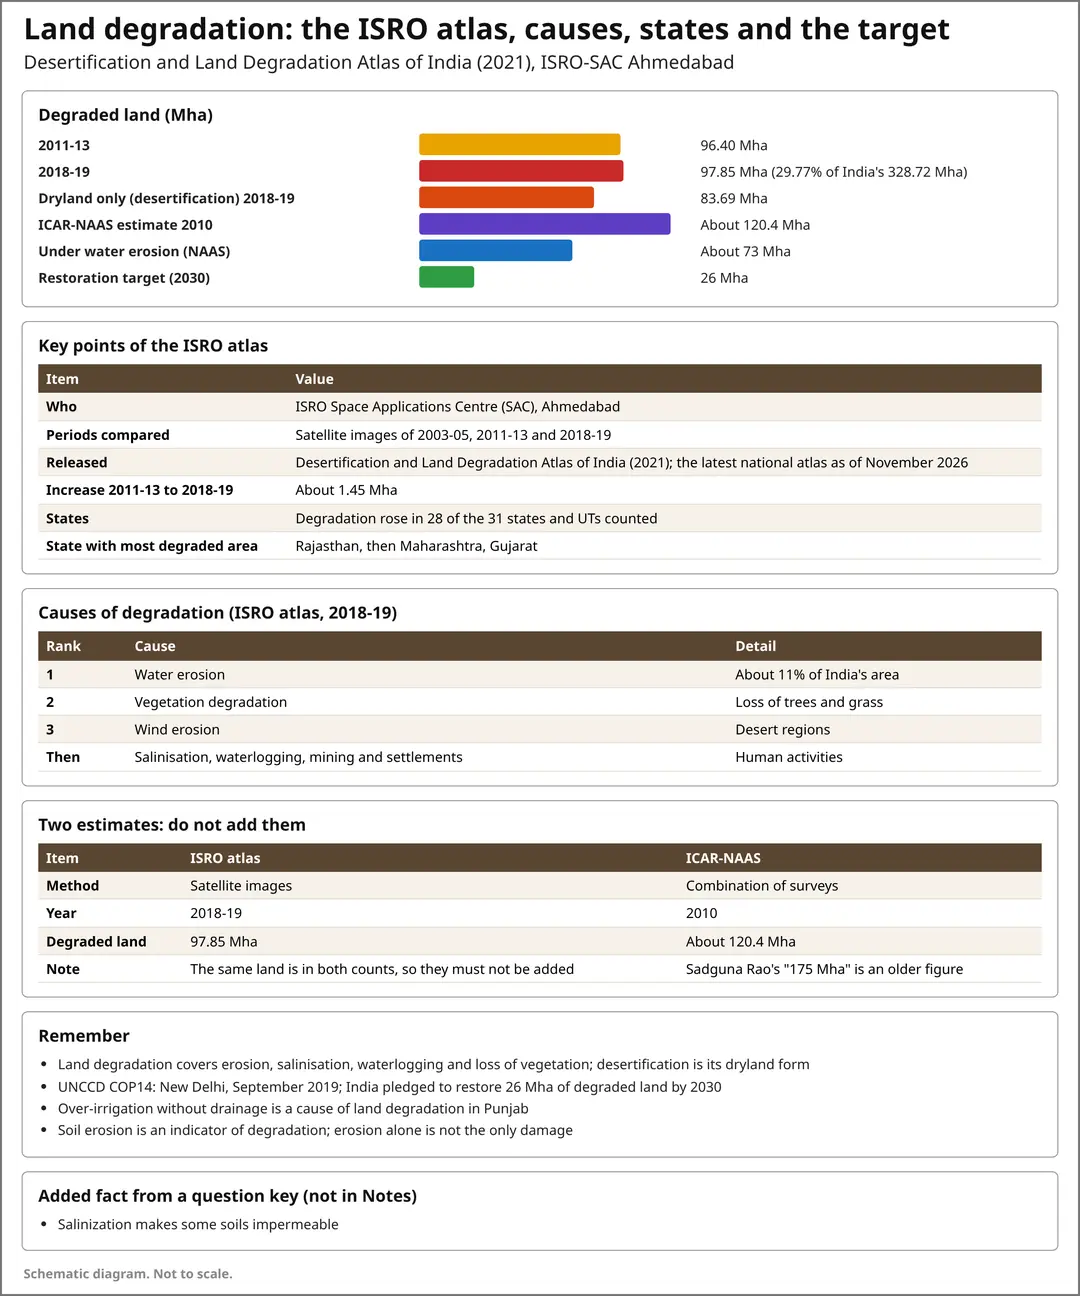 Land degradation: the ISRO atlas, causes, states and the target
Desertification and Land Degradation Atlas of India (2021), ISRO-SAC Ahmedabad
Degraded land (Mha)
2011-13 96.40 Mha
2018-19 97.85 Mha (29.77% of India's 328.72 Mha)
Dryland only (desertification) 2018-19 83.69 Mha
ICAR-NAAS estimate 2010 About 120.4 Mha
Under water erosion (NAAS) About 73 Mha
Restoration target (2030) 26 Mha
Key points of the ISRO atlas
Item Value
Who ISRO Space Applications Centre (SAC), Ahmedabad
Periods compared Satellite images of 2003-05, 2011-13 and 2018-19
Released Desertification and Land Degradation Atlas of India (2021); the latest national atlas as of November 2026
Increase 2011-13 to 2018-19 About 1.45 Mha
States Degradation rose in 28 of the 31 states and UTs counted
State with most degraded area Rajasthan, then Maharashtra, Gujarat
Causes of degradation (ISRO atlas, 2018-19)
Rank Cause Detail
1 Water erosion About 11% of India's area
2 Vegetation degradation Loss of trees and grass
3 Wind erosion Desert regions
Then Salinisation, waterlogging, mining and settlements Human activities
Two estimates: do not add them
Item ISRO atlas ICAR-NAAS
Method Satellite images Combination of surveys
Year 2018-19 2010
Degraded land 97.85 Mha About 120.4 Mha
Note The same land is in both counts, so they must not be added Sadguna Rao's "175 Mha" is an older figure
Remember
• Land degradation covers erosion, salinisation, waterlogging and loss of vegetation; desertification is its dryland form
• UNCCD COP14: New Delhi, September 2019; India pledged to restore 26 Mha of degraded land by 2030
• Over-irrigation without drainage is a cause of land degradation in Punjab
• Soil erosion is an indicator of degradation; erosion alone is not the only damage
Added fact from a question key (not in Notes)
• Salinization makes some soils impermeable
Schematic diagram. Not to scale.